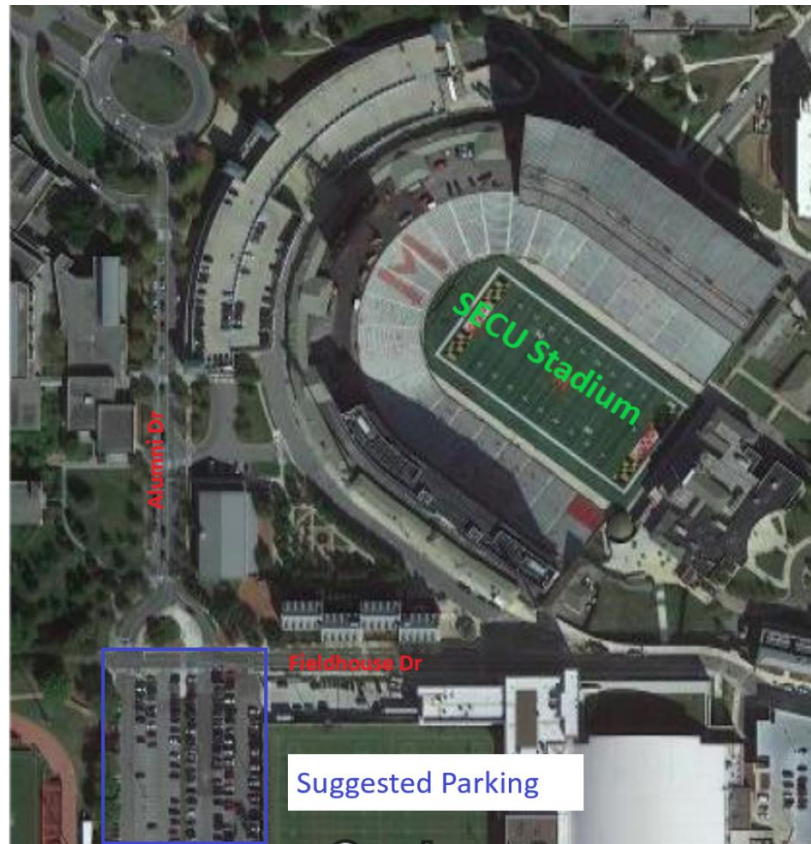 M
SECU Stadium
Alumni Dr
Fieldhouse Dr
Suggested Parking